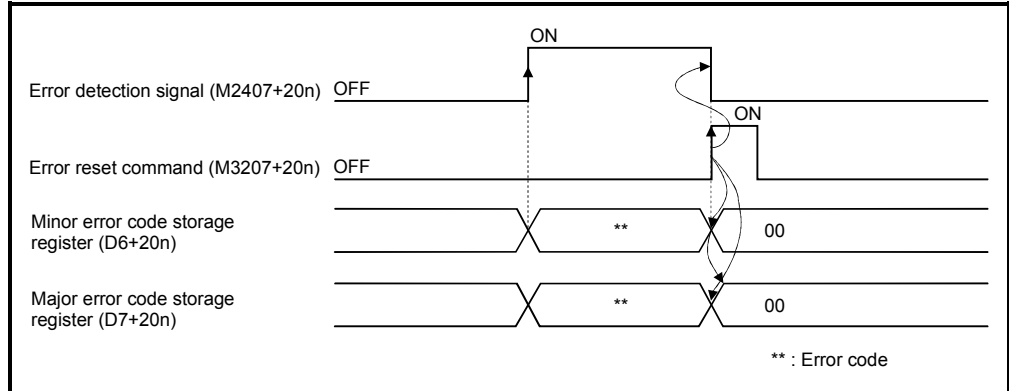 ON
Error detection signal (M2407+20n) OFF
ON
Error reset command (M3207+20n) OFF
Minor error code storage
register (D6+20n)
** 00
Major error code storage
register (D7+20n)
** 00
** : Error code